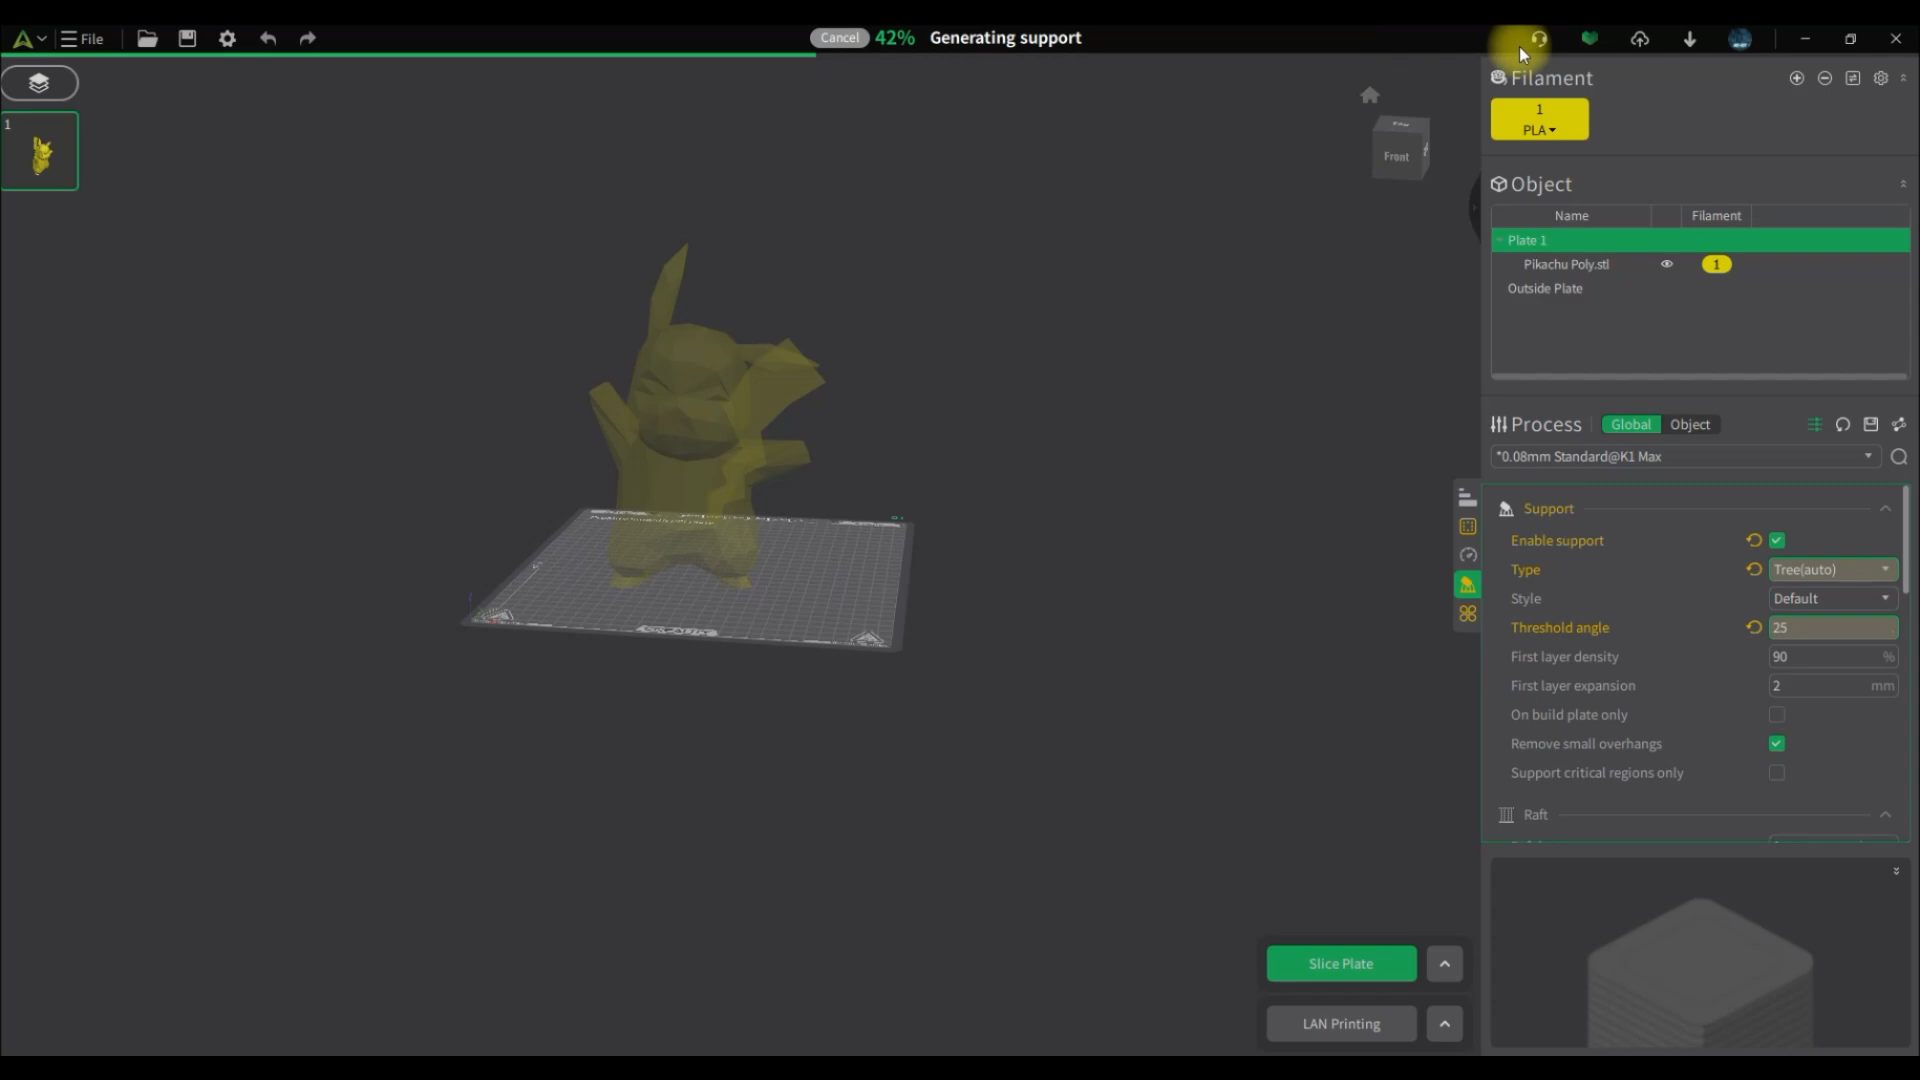 File
Cancel 42% Generating support
1
Front
Filament
1
PLA
Object
Name Filament
Plate 1
Pikachu Poly.stl 1
Outside Plate
Process Global Object
*0.08mm Standard@K1 Max
Support
Enable support
Type Tree(auto)
Style Default
Threshold angle 25
First layer density 90 %
First layer expansion 2 mm
On build plate only
Remove small overhangs
Support critical regions only
Raft
Slice Plate
LAN Printing